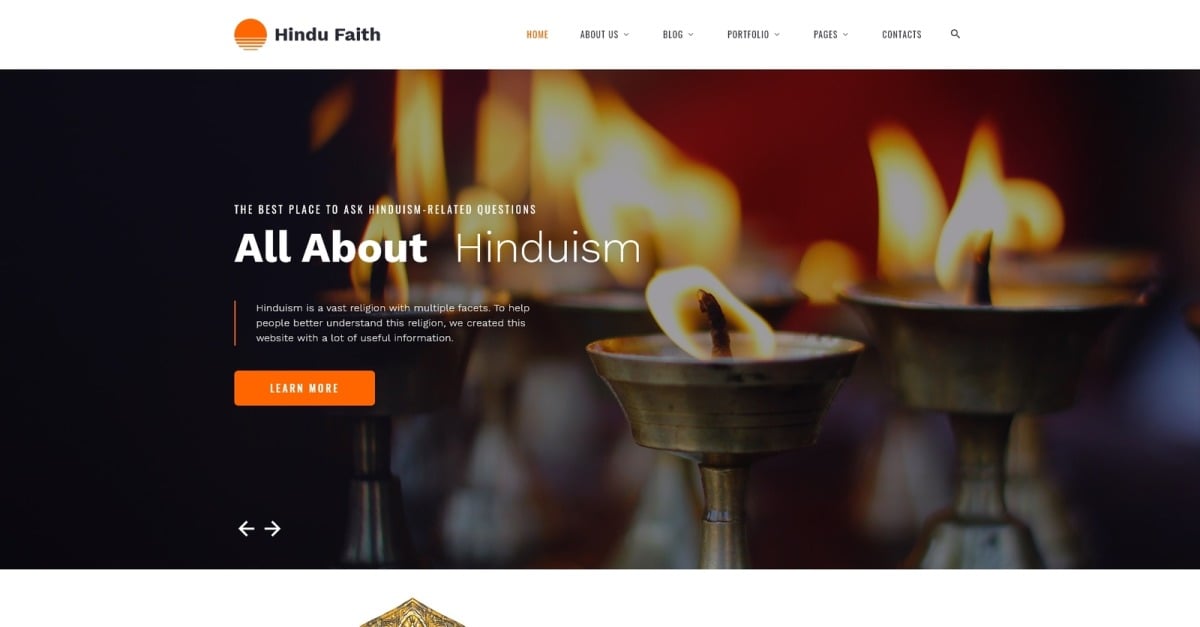 Hindu Faith
HOME
ABOUT US
BLOG
PORTFOLIO
PAGES
CONTACTS
THE BEST PLACE TO ASK HINDUISM-RELATED QUESTIONS
All About Hinduism
Hinduism is a vast religion with multiple facets. To help
people better understand this religion, we created this
website with a lot of useful information.
LEARN MORE